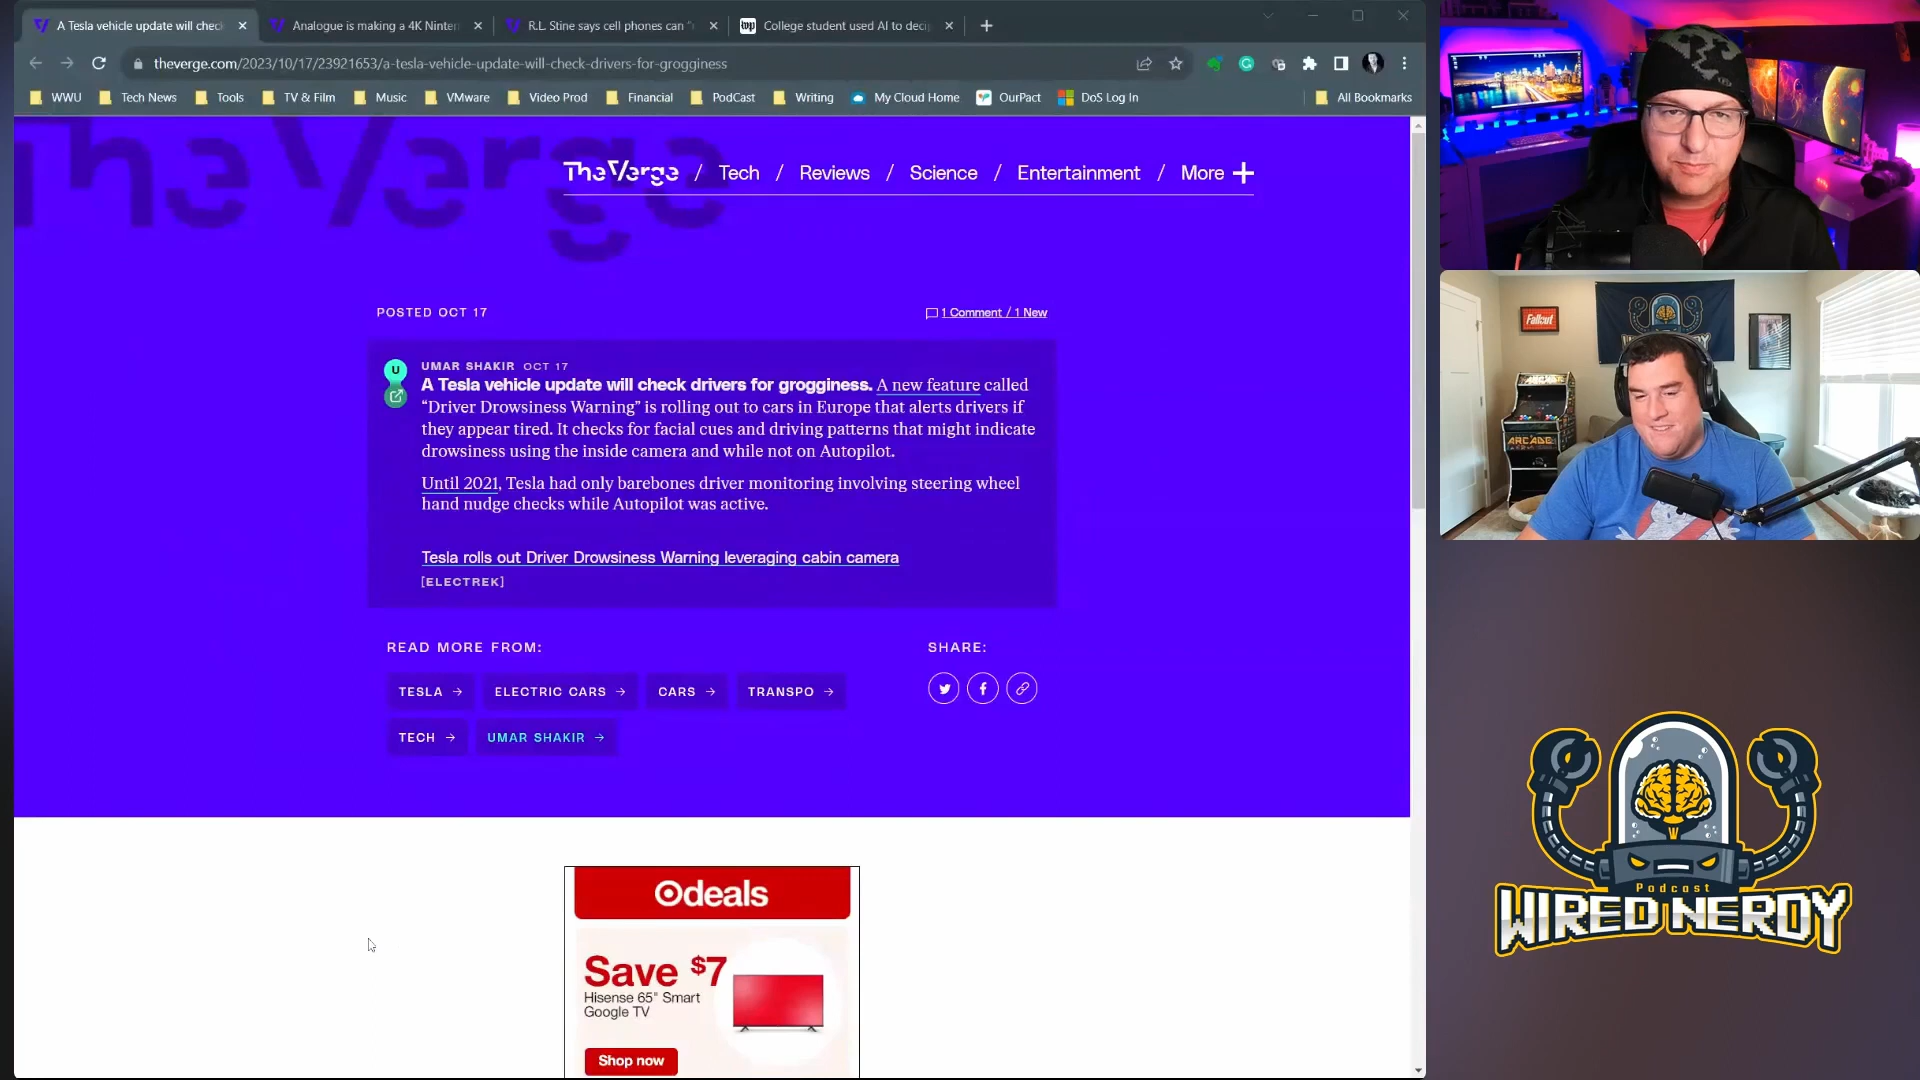 A Tesla vehicle update will chec
Analogue is making a 4K Ninten
R.L. Stine says cell phones can "
wp
College student used AI to deci
theverge.com/2023/10/17/23921653/a-tesla-vehicle-update-will-check-drivers-for-grogginess
WWU
Tech News
Tools
TV & Film
Music
VMware
Video Prod
Financial
PodCast
Writing
My Cloud Home
OurPact
DoS Log In
All Bookmarks
The Verge
The Verge / Tech / Reviews / Science / Entertainment / More
POSTED OCT 17
1 Comment / 1 New
U
UMAR SHAKIR OCT 17
A Tesla vehicle update will check drivers for grogginess. A new feature called
“Driver Drowsiness Warning” is rolling out to cars in Europe that alerts drivers if
they appear tired. It checks for facial cues and driving patterns that might indicate
drowsiness using the inside camera and while not on Autopilot.
Until 2021, Tesla had only barebones driver monitoring involving steering wheel
hand nudge checks while Autopilot was active.
Tesla rolls out Driver Drowsiness Warning leveraging cabin camera
[ELECTREK]
READ MORE FROM:
SHARE:
TESLA →
ELECTRIC CARS →
CARS →
TRANSPO →
TECH →
UMAR SHAKIR →
deals
Save $7
Hisense 65" Smart
Google TV
Shop now
Fallout
ARCADE
Podcast
WIRED NERDY